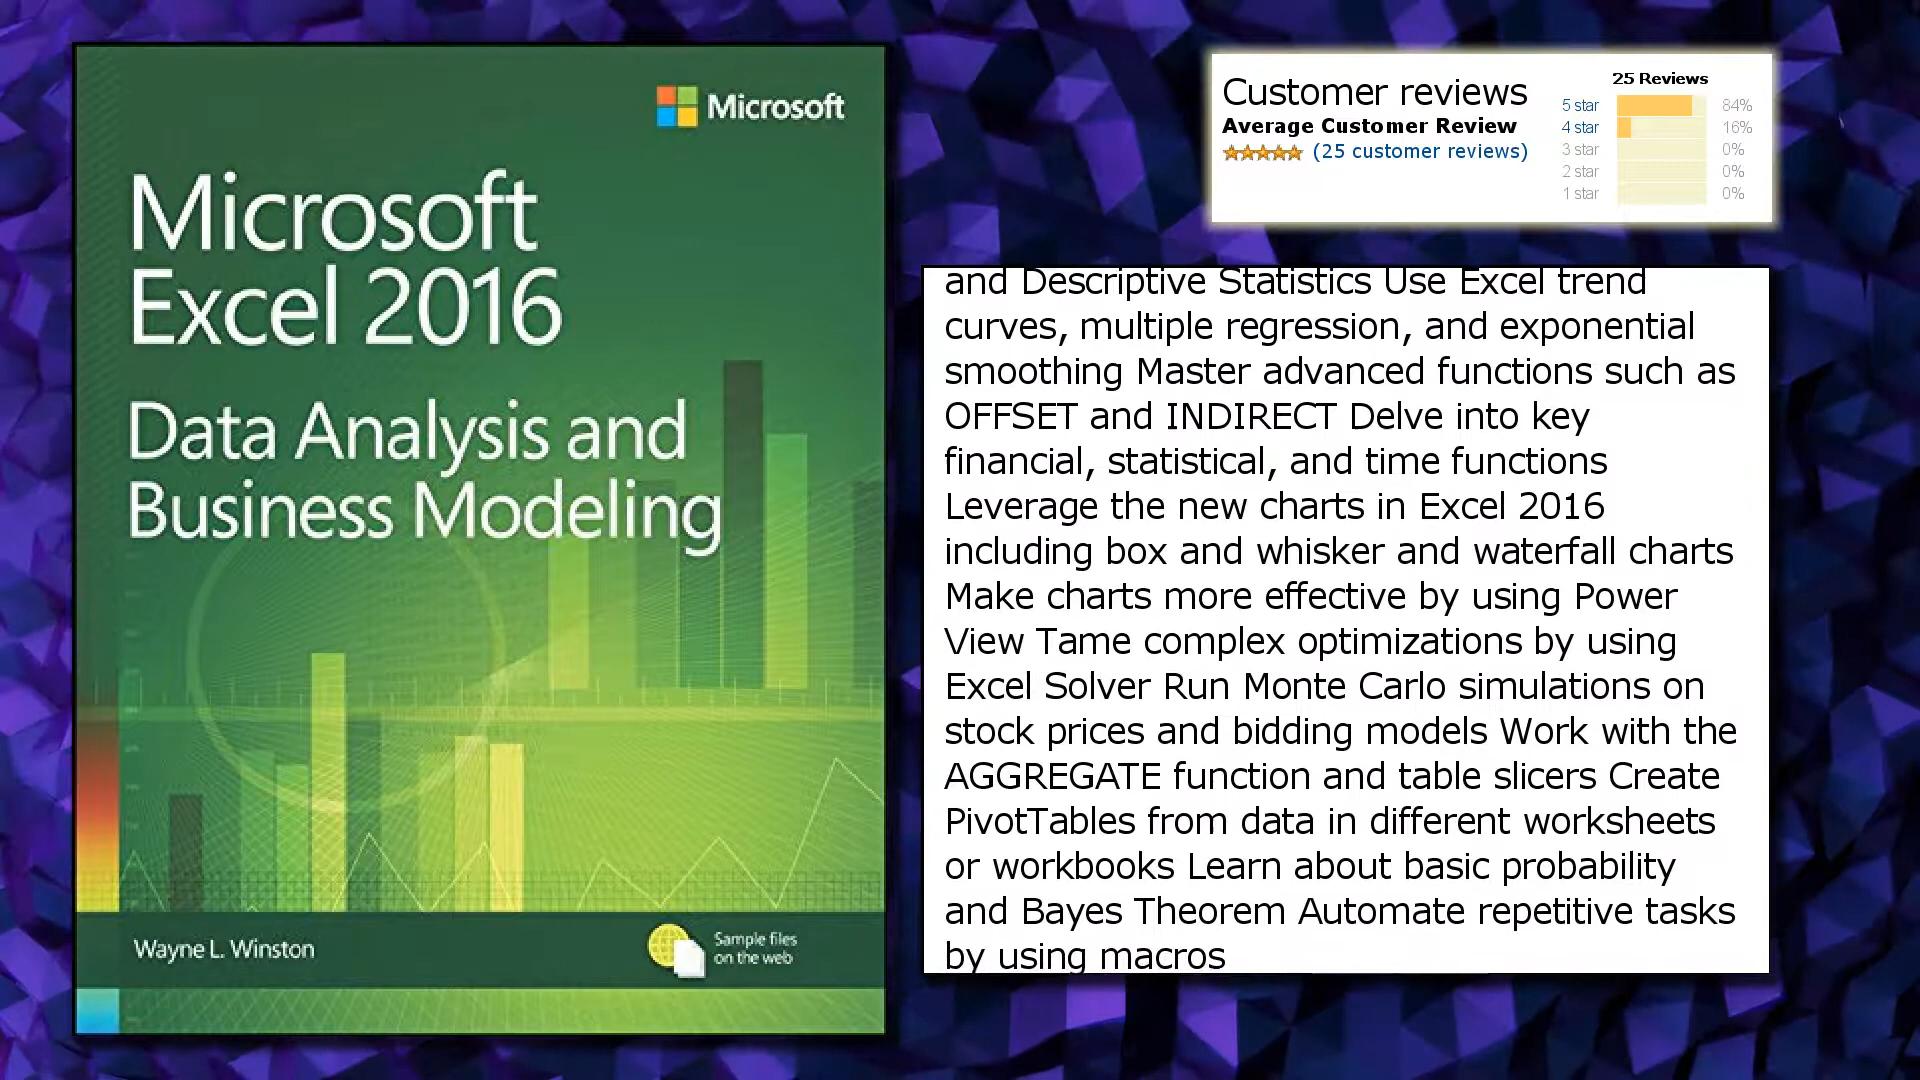 Microsoft
Microsoft
Excel 2016
Data Analysis and
Business Modeling
Wayne L. Winston
Sample files
on the web
Customer reviews
Average Customer Review
(25 customer reviews)
25 Reviews
5 star 84%
4 star 16%
3 star 0%
2 star 0%
1 star 0%
and Descriptive Statistics Use Excel trend
curves, multiple regression, and exponential
smoothing Master advanced functions such as
OFFSET and INDIRECT Delve into key
financial, statistical, and time functions
Leverage the new charts in Excel 2016
including box and whisker and waterfall charts
Make charts more effective by using Power
View Tame complex optimizations by using
Excel Solver Run Monte Carlo simulations on
stock prices and bidding models Work with the
AGGREGATE function and table slicers Create
PivotTables from data in different worksheets
or workbooks Learn about basic probability
and Bayes Theorem Automate repetitive tasks
by using macros